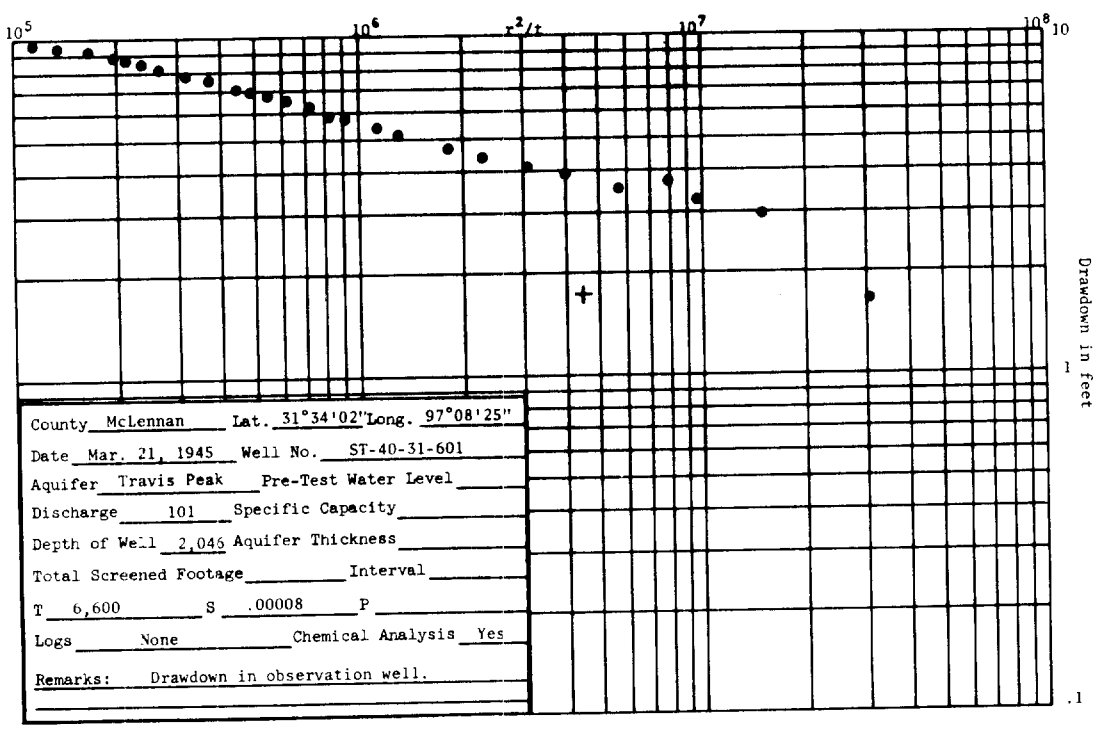 10^5 10^6 r^2/t 10^7 10^8
10
Drawdown in feet
1
.1
County McLennan Lat. 31°34'02" Long. 97°08'25"
Date Mar. 21, 1945 Well No. ST-40-31-601
Aquifer Travis Peak Pre-Test Water Level
Discharge 101 Specific Capacity
Depth of Well 2,046 Aquifer Thickness
Total Screened Footage Interval
T 6,600 S .00008 P
Logs None Chemical Analysis Yes
Remarks: Drawdown in observation well.